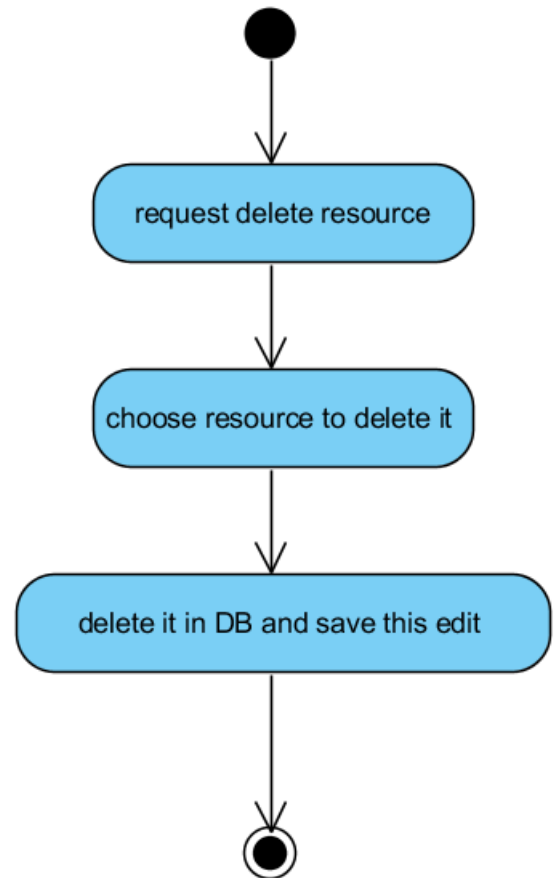 request delete resource
choose resource to delete it
delete it in DB and save this edit